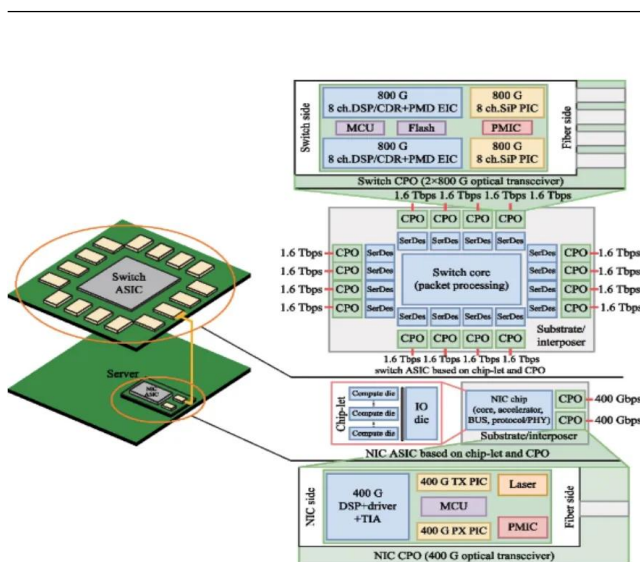 Switch side
800 G
8 ch.DSP/CDR+PMD EIC
800 G
8 ch.SiP PIC
MCU
Flash
PMIC
800 G
8 ch.DSP/CDR+PMD EIC
800 G
8 ch.SiP PIC
Fiber side
Switch CPO (2×800 G optical transceiver)
1.6 Tbps 1.6 Tbps 1.6 Tbps 1.6 Tbps
CPO CPO CPO CPO
SerDes SerDes SerDes SerDes
1.6 Tbps CPO SerDes
1.6 Tbps CPO SerDes
1.6 Tbps CPO SerDes
1.6 Tbps CPO SerDes
Switch core
(packet processing)
SerDes CPO 1.6 Tbps
SerDes CPO 1.6 Tbps
SerDes CPO 1.6 Tbps
SerDes CPO 1.6 Tbps
SerDes SerDes SerDes SerDes
CPO CPO CPO CPO
Substrate/
interposer
1.6 Tbps 1.6 Tbps 1.6 Tbps 1.6 Tbps
switch ASIC based on chip-let and CPO
Switch
ASIC
Server
NIC
ASIC
Chip-let
Compute die
Compute die
Compute die
IO
die
NIC chip
(core, accelerator,
BUS, protocol/PHY)
CPO 400 Gbps
CPO 400 Gbps
Substrate/interposer
NIC ASIC based on chip-let and CPO
NIC side
400 G
DSP+driver
+TIA
400 G TX PIC
MCU
400 G PX PIC
Laser
PMIC
Fiber side
NIC CPO (400 G optical transceiver)